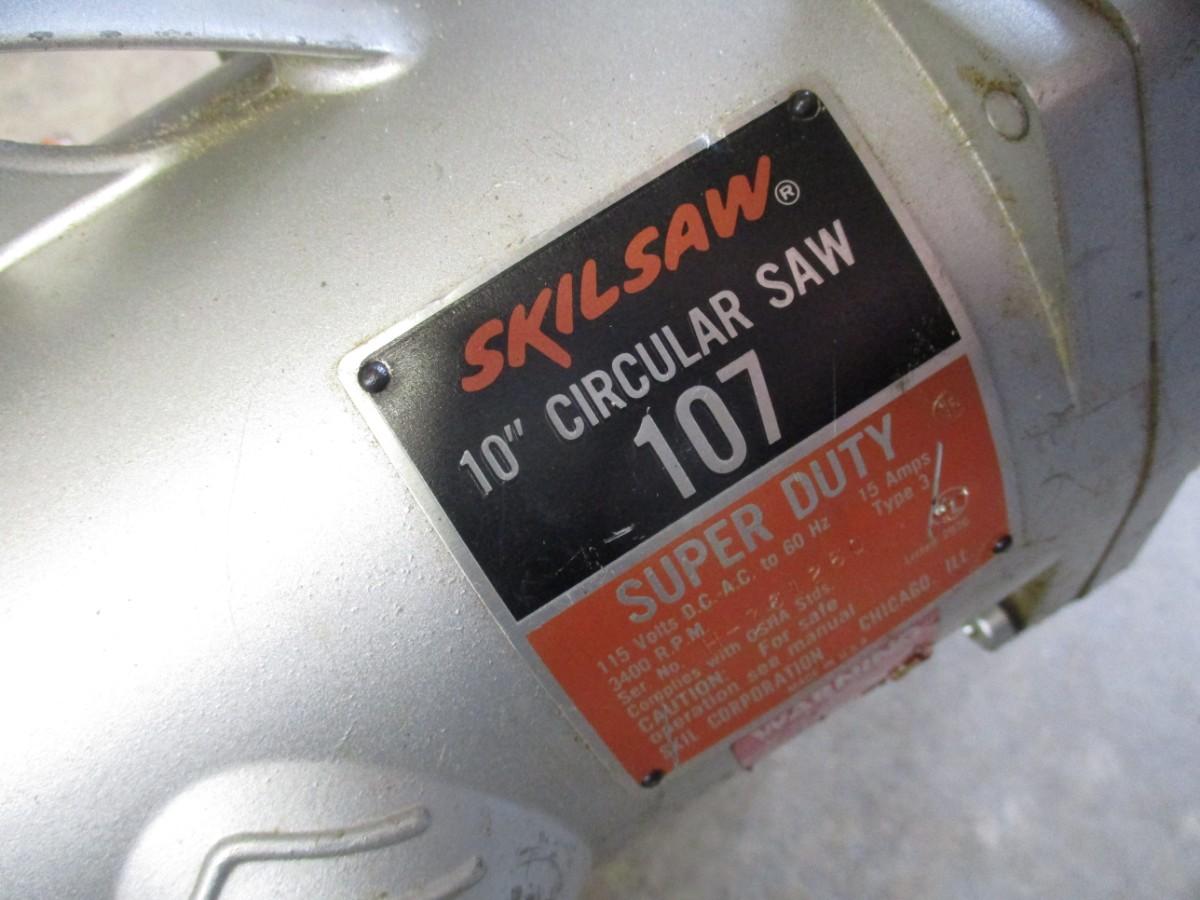 SKILSAW®
10" CIRCULAR SAW
107
SUPER DUTY
115 Volts D.C.-A.C. to 60 Hz 15 Amps
3400 R.P.M. Type 3
Ser No.
Complies with OSHA Stds.
CAUTION: For safe
operation see manual
SKIL CORPORATION CHICAGO, ILL
WARNING